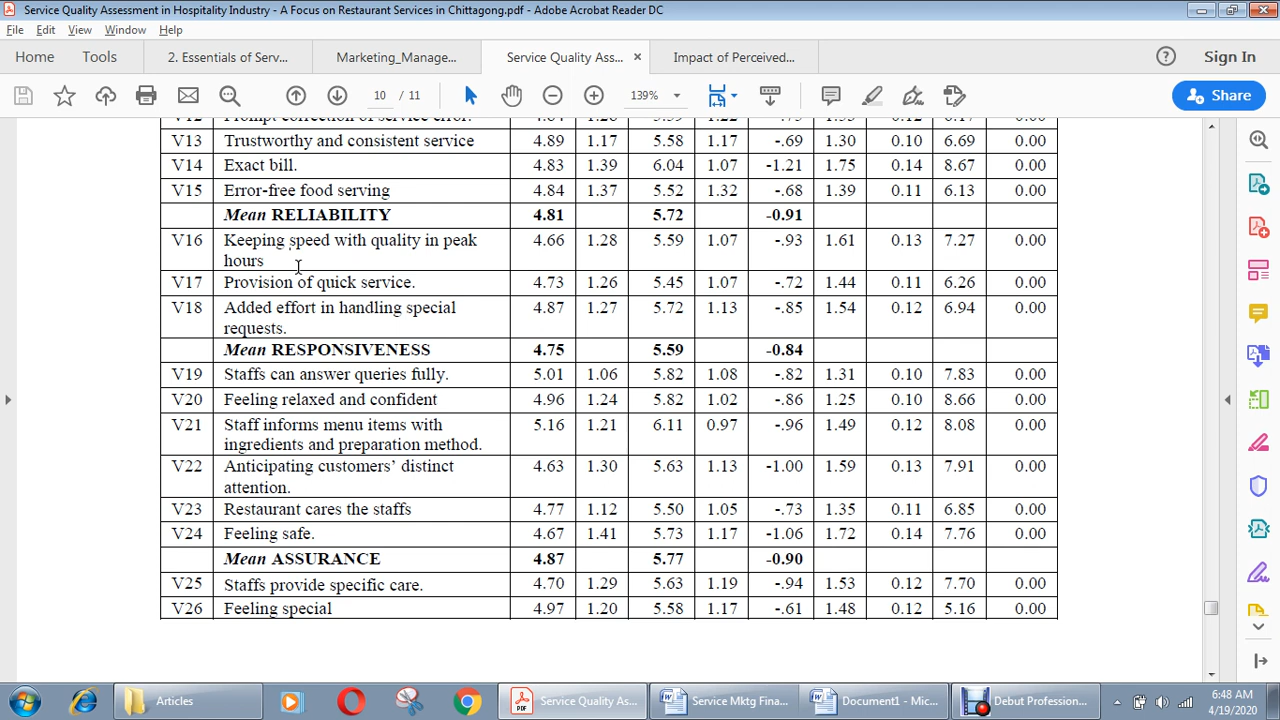 Service Quality Assessment in Hospitality Industry - A Focus on Restaurant Services in Chittagong.pdf - Adobe Acrobat Reader DC
File Edit View Window Help
Home Tools 2. Essentials of Serv... Marketing_Manage... Service Quality Ass... × Impact of Perceived... Sign In
10 / 11 139% Share
V12 Prompt correction of service error.
V13 Trustworthy and consistent service 4.89 1.17 5.58 1.17 -.69 1.30 0.10 6.69 0.00
V14 Exact bill. 4.83 1.39 6.04 1.07 -1.21 1.75 0.14 8.67 0.00
V15 Error-free food serving 4.84 1.37 5.52 1.32 -.68 1.39 0.11 6.13 0.00
Mean RELIABILITY 4.81 5.72 -0.91
V16 Keeping speed with quality in peak 4.66 1.28 5.59 1.07 -.93 1.61 0.13 7.27 0.00
hours
V17 Provision of quick service. 4.73 1.26 5.45 1.07 -.72 1.44 0.11 6.26 0.00
V18 Added effort in handling special 4.87 1.27 5.72 1.13 -.85 1.54 0.12 6.94 0.00
requests.
Mean RESPONSIVENESS 4.75 5.59 -0.84
V19 Staffs can answer queries fully. 5.01 1.06 5.82 1.08 -.82 1.31 0.10 7.83 0.00
V20 Feeling relaxed and confident 4.96 1.24 5.82 1.02 -.86 1.25 0.10 8.66 0.00
V21 Staff informs menu items with 5.16 1.21 6.11 0.97 -.96 1.49 0.12 8.08 0.00
ingredients and preparation method.
V22 Anticipating customers’ distinct 4.63 1.30 5.63 1.13 -1.00 1.59 0.13 7.91 0.00
attention.
V23 Restaurant cares the staffs 4.77 1.12 5.50 1.05 -.73 1.35 0.11 6.85 0.00
V24 Feeling safe. 4.67 1.41 5.73 1.17 -1.06 1.72 0.14 7.76 0.00
Mean ASSURANCE 4.87 5.77 -0.90
V25 Staffs provide specific care. 4.70 1.29 5.63 1.19 -.94 1.53 0.12 7.70 0.00
V26 Feeling special 4.97 1.20 5.58 1.17 -.61 1.48 0.12 5.16 0.00
Articles Service Quality As... Service Mktg Fina... Document1 - Mic... Debut Profession... 6:48 AM
4/19/2020